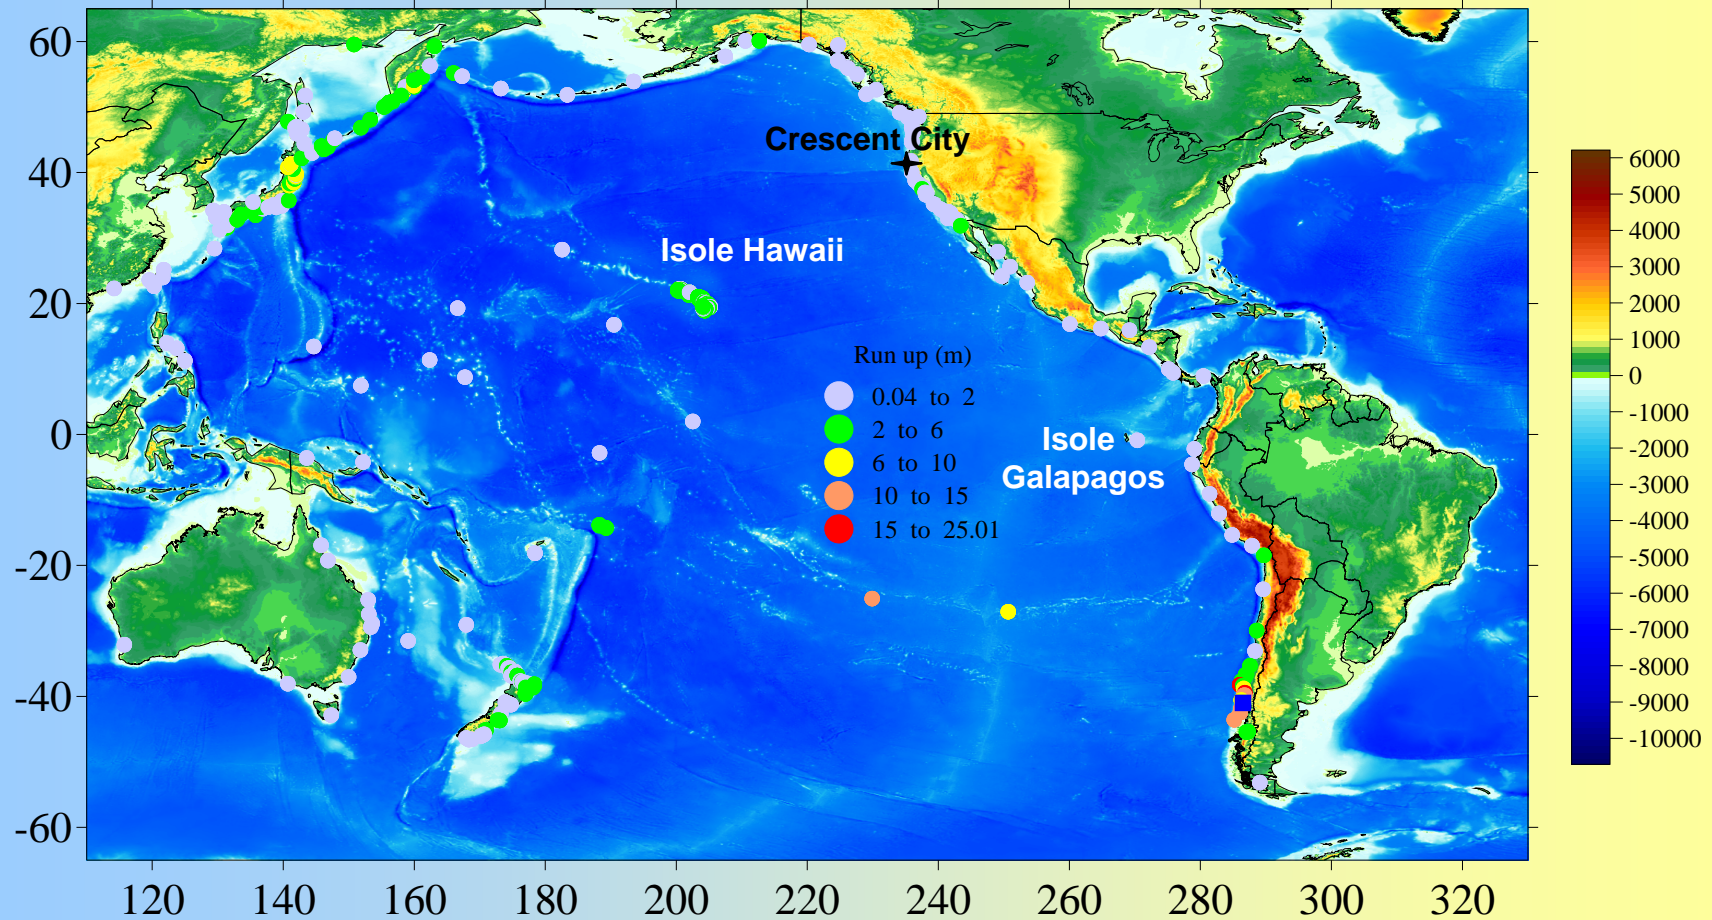 60
40
20
0
-20
-40
-60
Crescent City
Isole Hawaii
Run up (m)
0.04 to 2
2 to 6
6 to 10
10 to 15
15 to 25.01
Isole
Galapagos
120 140 160 180 200 220 240 260 280 300 320
6000
5000
4000
3000
2000
1000
0
-1000
-2000
-3000
-4000
-5000
-6000
-7000
-8000
-9000
-10000